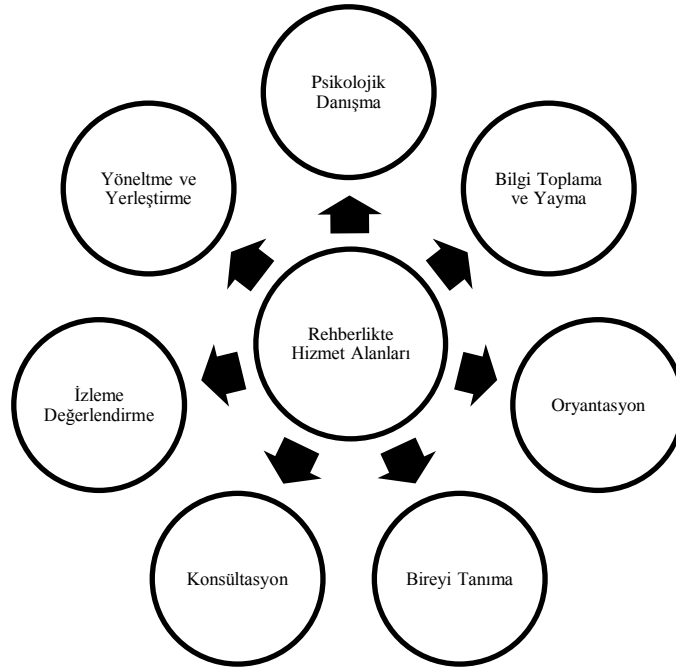 Psikolojik
Danışma
Yöneltme ve
Yerleştirme
Bilgi Toplama
ve Yayma
Rehberlikte
Hizmet Alanları
İzleme
Değerlendirme
Oryantasyon
Konsültasyon
Bireyi Tanıma